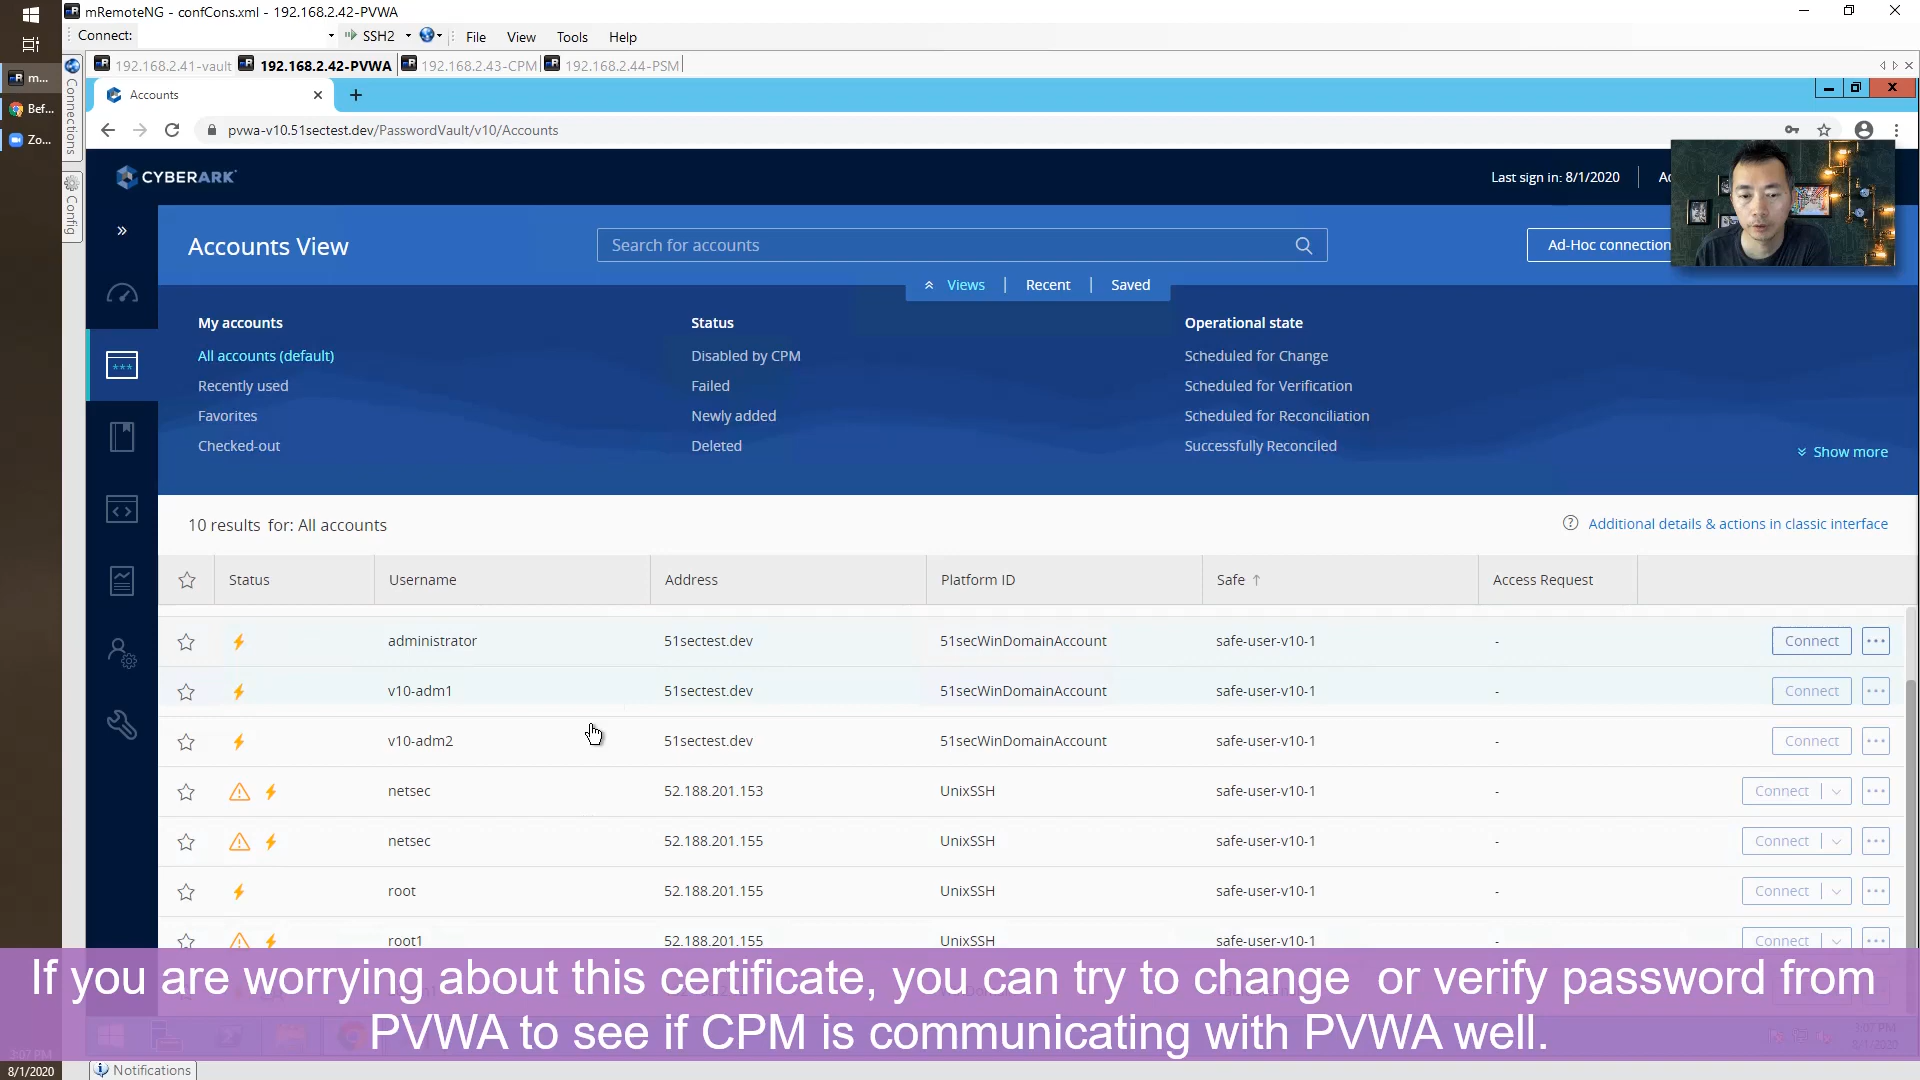 mRemoteNG - confCons.xml - 192.168.2.42-PVWA
Connect:
SSH2
File
View
Tools
Help
192.168.2.41-vault
192.168.2.42-PVWA
192.168.2.43-CPM
192.168.2.44-PSM
m...
Bef...
Zo...
Connections
Config
Accounts
pvwa-v10.51sectest.dev/PasswordVault/v10/Accounts
CYBERARK
Last sign in: 8/1/2020
Accounts View
Search for accounts
Ad-Hoc connection
Views
Recent
Saved
My accounts
Status
Operational state
All accounts (default)
Disabled by CPM
Scheduled for Change
Recently used
Failed
Scheduled for Verification
Favorites
Newly added
Scheduled for Reconciliation
Checked-out
Deleted
Successfully Reconciled
Show more
10 results for: All accounts
Additional details & actions in classic interface
Status Username Address Platform ID Safe Access Request
administrator 51sectest.dev 51secWinDomainAccount safe-user-v10-1 - Connect
v10-adm1 51sectest.dev 51secWinDomainAccount safe-user-v10-1 - Connect
v10-adm2 51sectest.dev 51secWinDomainAccount safe-user-v10-1 - Connect
netsec 52.188.201.153 UnixSSH safe-user-v10-1 - Connect
netsec 52.188.201.155 UnixSSH safe-user-v10-1 - Connect
root 52.188.201.155 UnixSSH safe-user-v10-1 - Connect
root1 52.188.201.155 UnixSSH safe-user-v10-1 - Connect
If you are worrying about this certificate, you can try to change or verify password from
PVWA to see if CPM is communicating with PVWA well.
3:07 PM
8/1/2020
Notifications